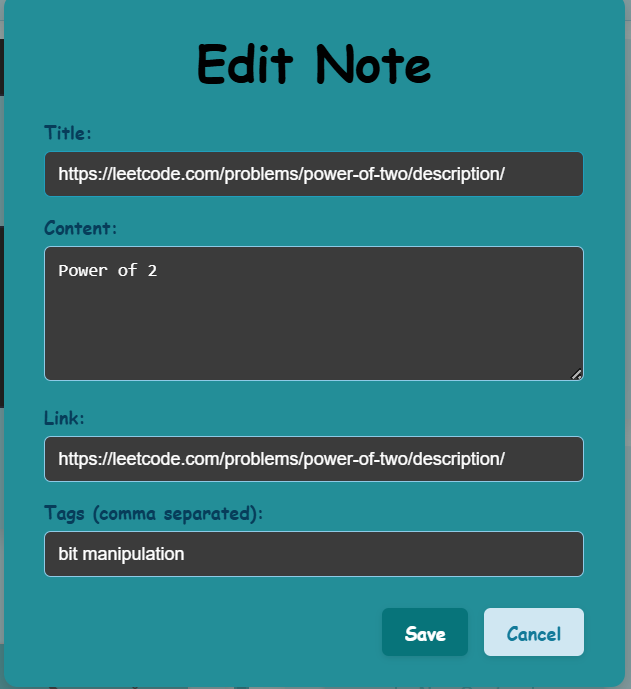 Edit Note
Title:
https://leetcode.com/problems/power-of-two/description/
Content:
Power of 2
Link:
https://leetcode.com/problems/power-of-two/description/
Tags (comma separated):
bit manipulation
Save Cancel